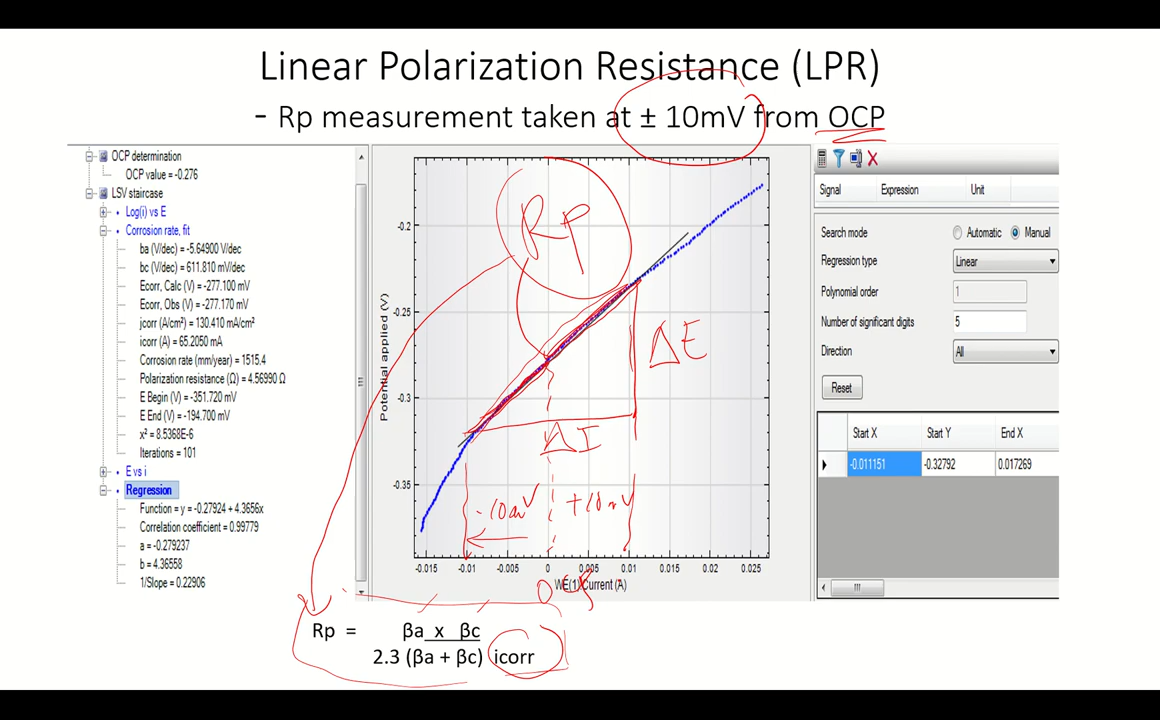 Linear Polarization Resistance (LPR)
- Rp measurement taken at ± 10mV from OCP
OCP determination
OCP value = -0.276
LSV staircase
Log(i) vs E
Corrosion rate, fit
ba (V/dec) = -5.64900 V/dec
bc (V/dec) = 611.810 mV/dec
Ecorr, Calc (V) = -277.100 mV
Ecorr, Obs (V) = -277.170 mV
jcorr (A/cm²) = 130.410 mA/cm²
icorr (A) = 65.2050 mA
Corrosion rate (mm/year) = 1515.4
Polarization resistance (Ω) = 4.56990 Ω
E Begin (V) = -351.720 mV
E End (V) = -194.700 mV
x² = 8.5368E-6
Iterations = 101
E vs i
Regression
Function = y = -0.27924 + 4.3656x
Correlation coefficient = 0.99779
a = -0.279237
b = 4.36558
1/Slope = 0.22906
Potential applied (V)
-0.2
-0.25
-0.3
-0.35
RP
ΔE
ΔI
-10mV
+10mV
-0.015 -0.01 -0.005 0 0.005 0.01 0.015 0.02 0.025
WE(1).Current (A)
OCP
Signal Expression Unit
Search mode Automatic Manual
Regression type Linear
Polynomial order 1
Number of significant digits 5
Direction All
Reset
Start X Start Y End X
-0.011151 -0.32792 0.017269
Rp = βa x βc
2.3 (βa + βc) icorr